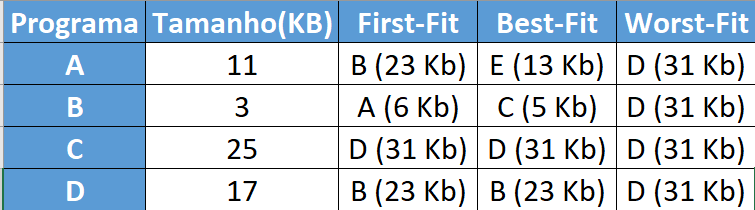 Programa Tamanho(KB) First-Fit Best-Fit Worst-Fit
A 11 B (23 Kb) E (13 Kb) D (31 Kb)
B 3 A (6 Kb) C (5 Kb) D (31 Kb)
C 25 D (31 Kb) D (31 Kb) D (31 Kb)
D 17 B (23 Kb) B (23 Kb) D (31 Kb)